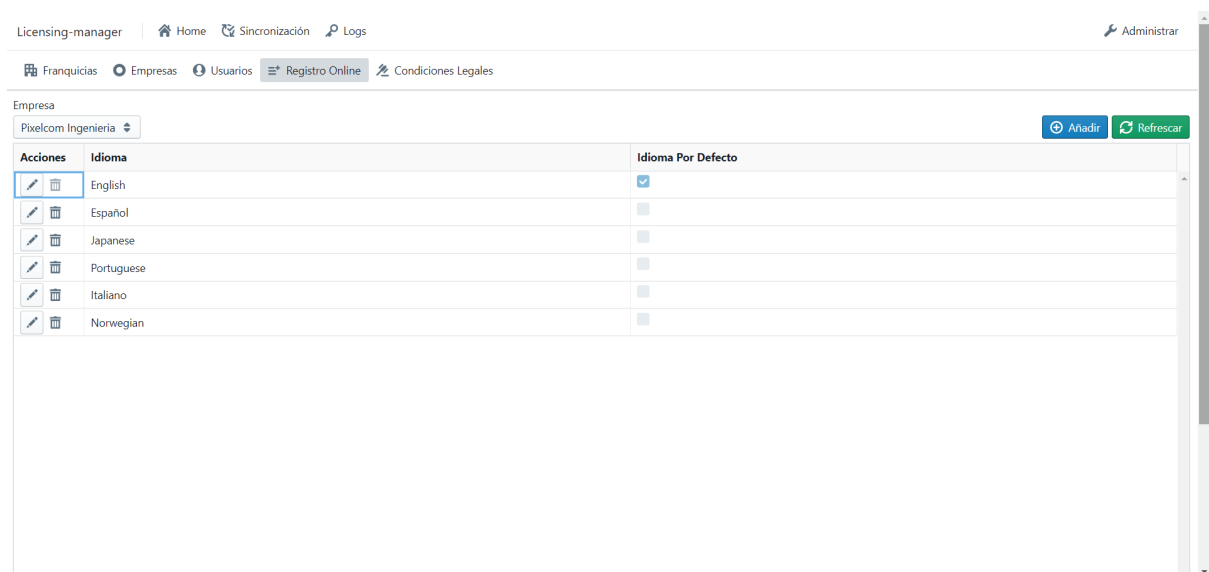 Licensing-manager Home Sincronización Logs Administrar
Franquicias Empresas Usuarios Registro Online Condiciones Legales
Empresa
Pixelcom Ingenieria Añadir Refrescar
Acciones Idioma Idioma Por Defecto
English
Español
Japanese
Portuguese
Italiano
Norwegian